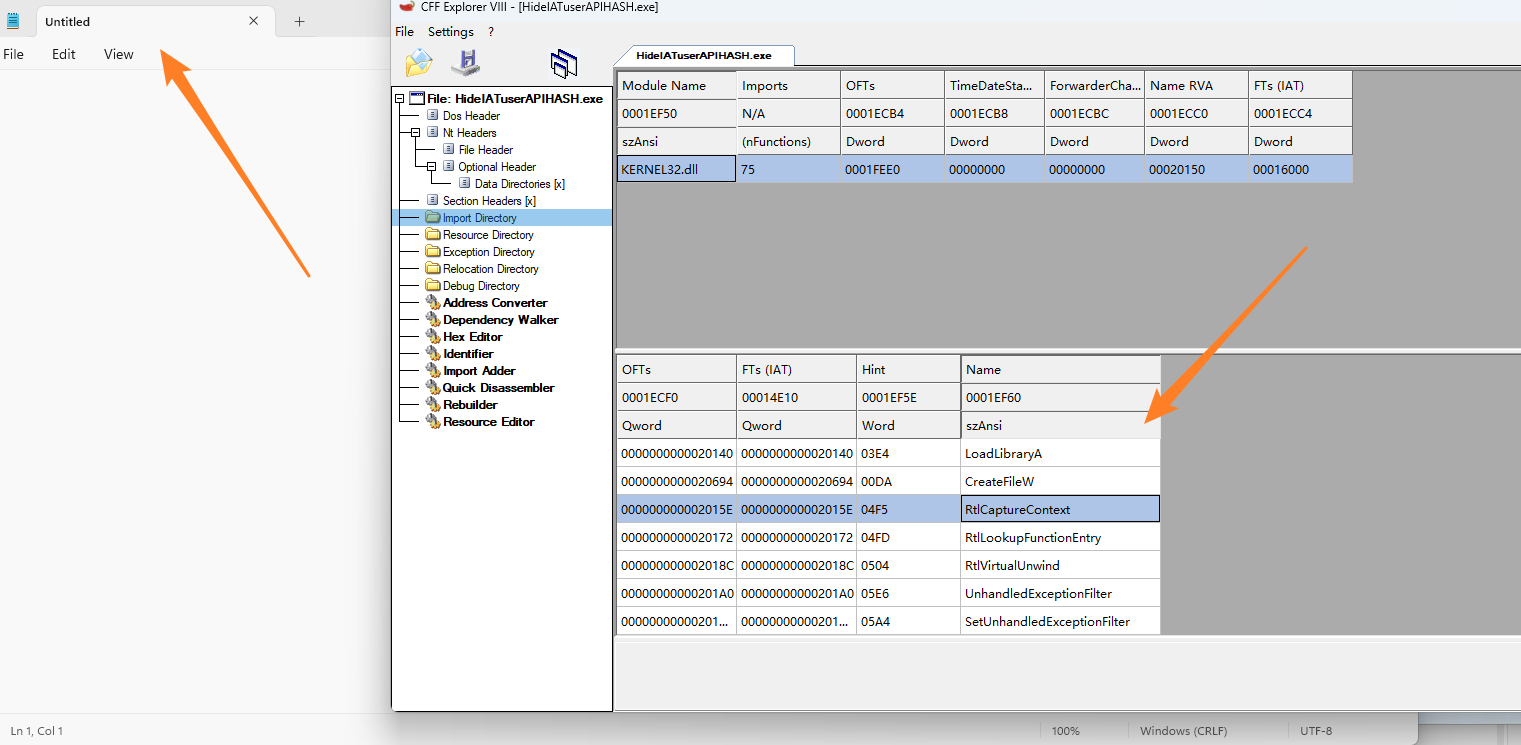 Untitled
File Edit View
Ln 1, Col 1
100%
Windows (CRLF)
UTF-8
CFF Explorer VIII - [HideIATuserAPIHASH.exe]
File Settings ?
HideIATuserAPIHASH.exe
File: HideIATuserAPIHASH.exe
Dos Header
Nt Headers
File Header
Optional Header
Data Directories [x]
Section Headers [x]
Import Directory
Resource Directory
Exception Directory
Relocation Directory
Debug Directory
Address Converter
Dependency Walker
Hex Editor
Identifier
Import Adder
Quick Disassembler
Rebuilder
Resource Editor
Module Name Imports OFTs TimeDateSta... ForwarderCha... Name RVA FTs (IAT)
0001EF50 N/A 0001ECB4 0001ECB8 0001ECBC 0001ECC0 0001ECC4
szAnsi (nFunctions) Dword Dword Dword Dword Dword
KERNEL32.dll 75 0001FEE0 00000000 00000000 00020150 00016000
OFTs FTs (IAT) Hint Name
0001ECF0 00014E10 0001EF5E 0001EF60
Qword Qword Word szAnsi
0000000000020140 0000000000020140 03E4 LoadLibraryA
0000000000020694 0000000000020694 00DA CreateFileW
000000000002015E 000000000002015E 04F5 RtlCaptureContext
0000000000020172 0000000000020172 04FD RtlLookupFunctionEntry
000000000002018C 000000000002018C 0504 RtlVirtualUnwind
00000000000201A0 00000000000201A0 05E6 UnhandledExceptionFilter
00000000000201... 00000000000201... 05A4 SetUnhandledExceptionFilter